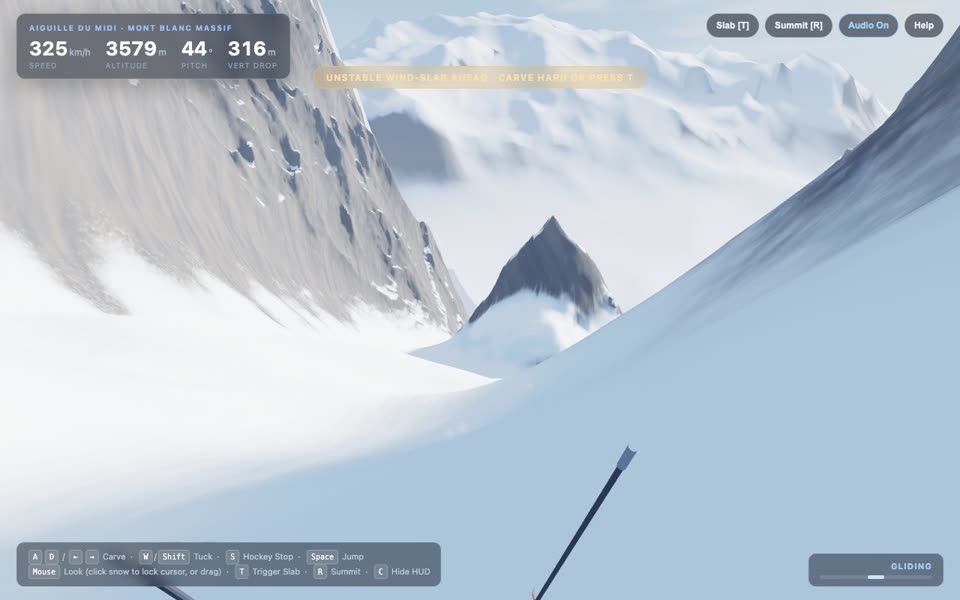 AIGUILLE DU MIDI · MONT BLANC MASSIF
325 km/h 3579 m 44° 316 m
SPEED ALTITUDE PITCH VERT DROP
Slab [T] Summit [R] Audio On Help
UNSTABLE WIND-SLAB AHEAD · CARVE HARD OR PRESS T
A D / ← → Carve · W / Shift Tuck · S Hockey Stop · Space Jump
Mouse Look (click snow to lock cursor, or drag) · T Trigger Slab · R Summit · C Hide HUD
GLIDING